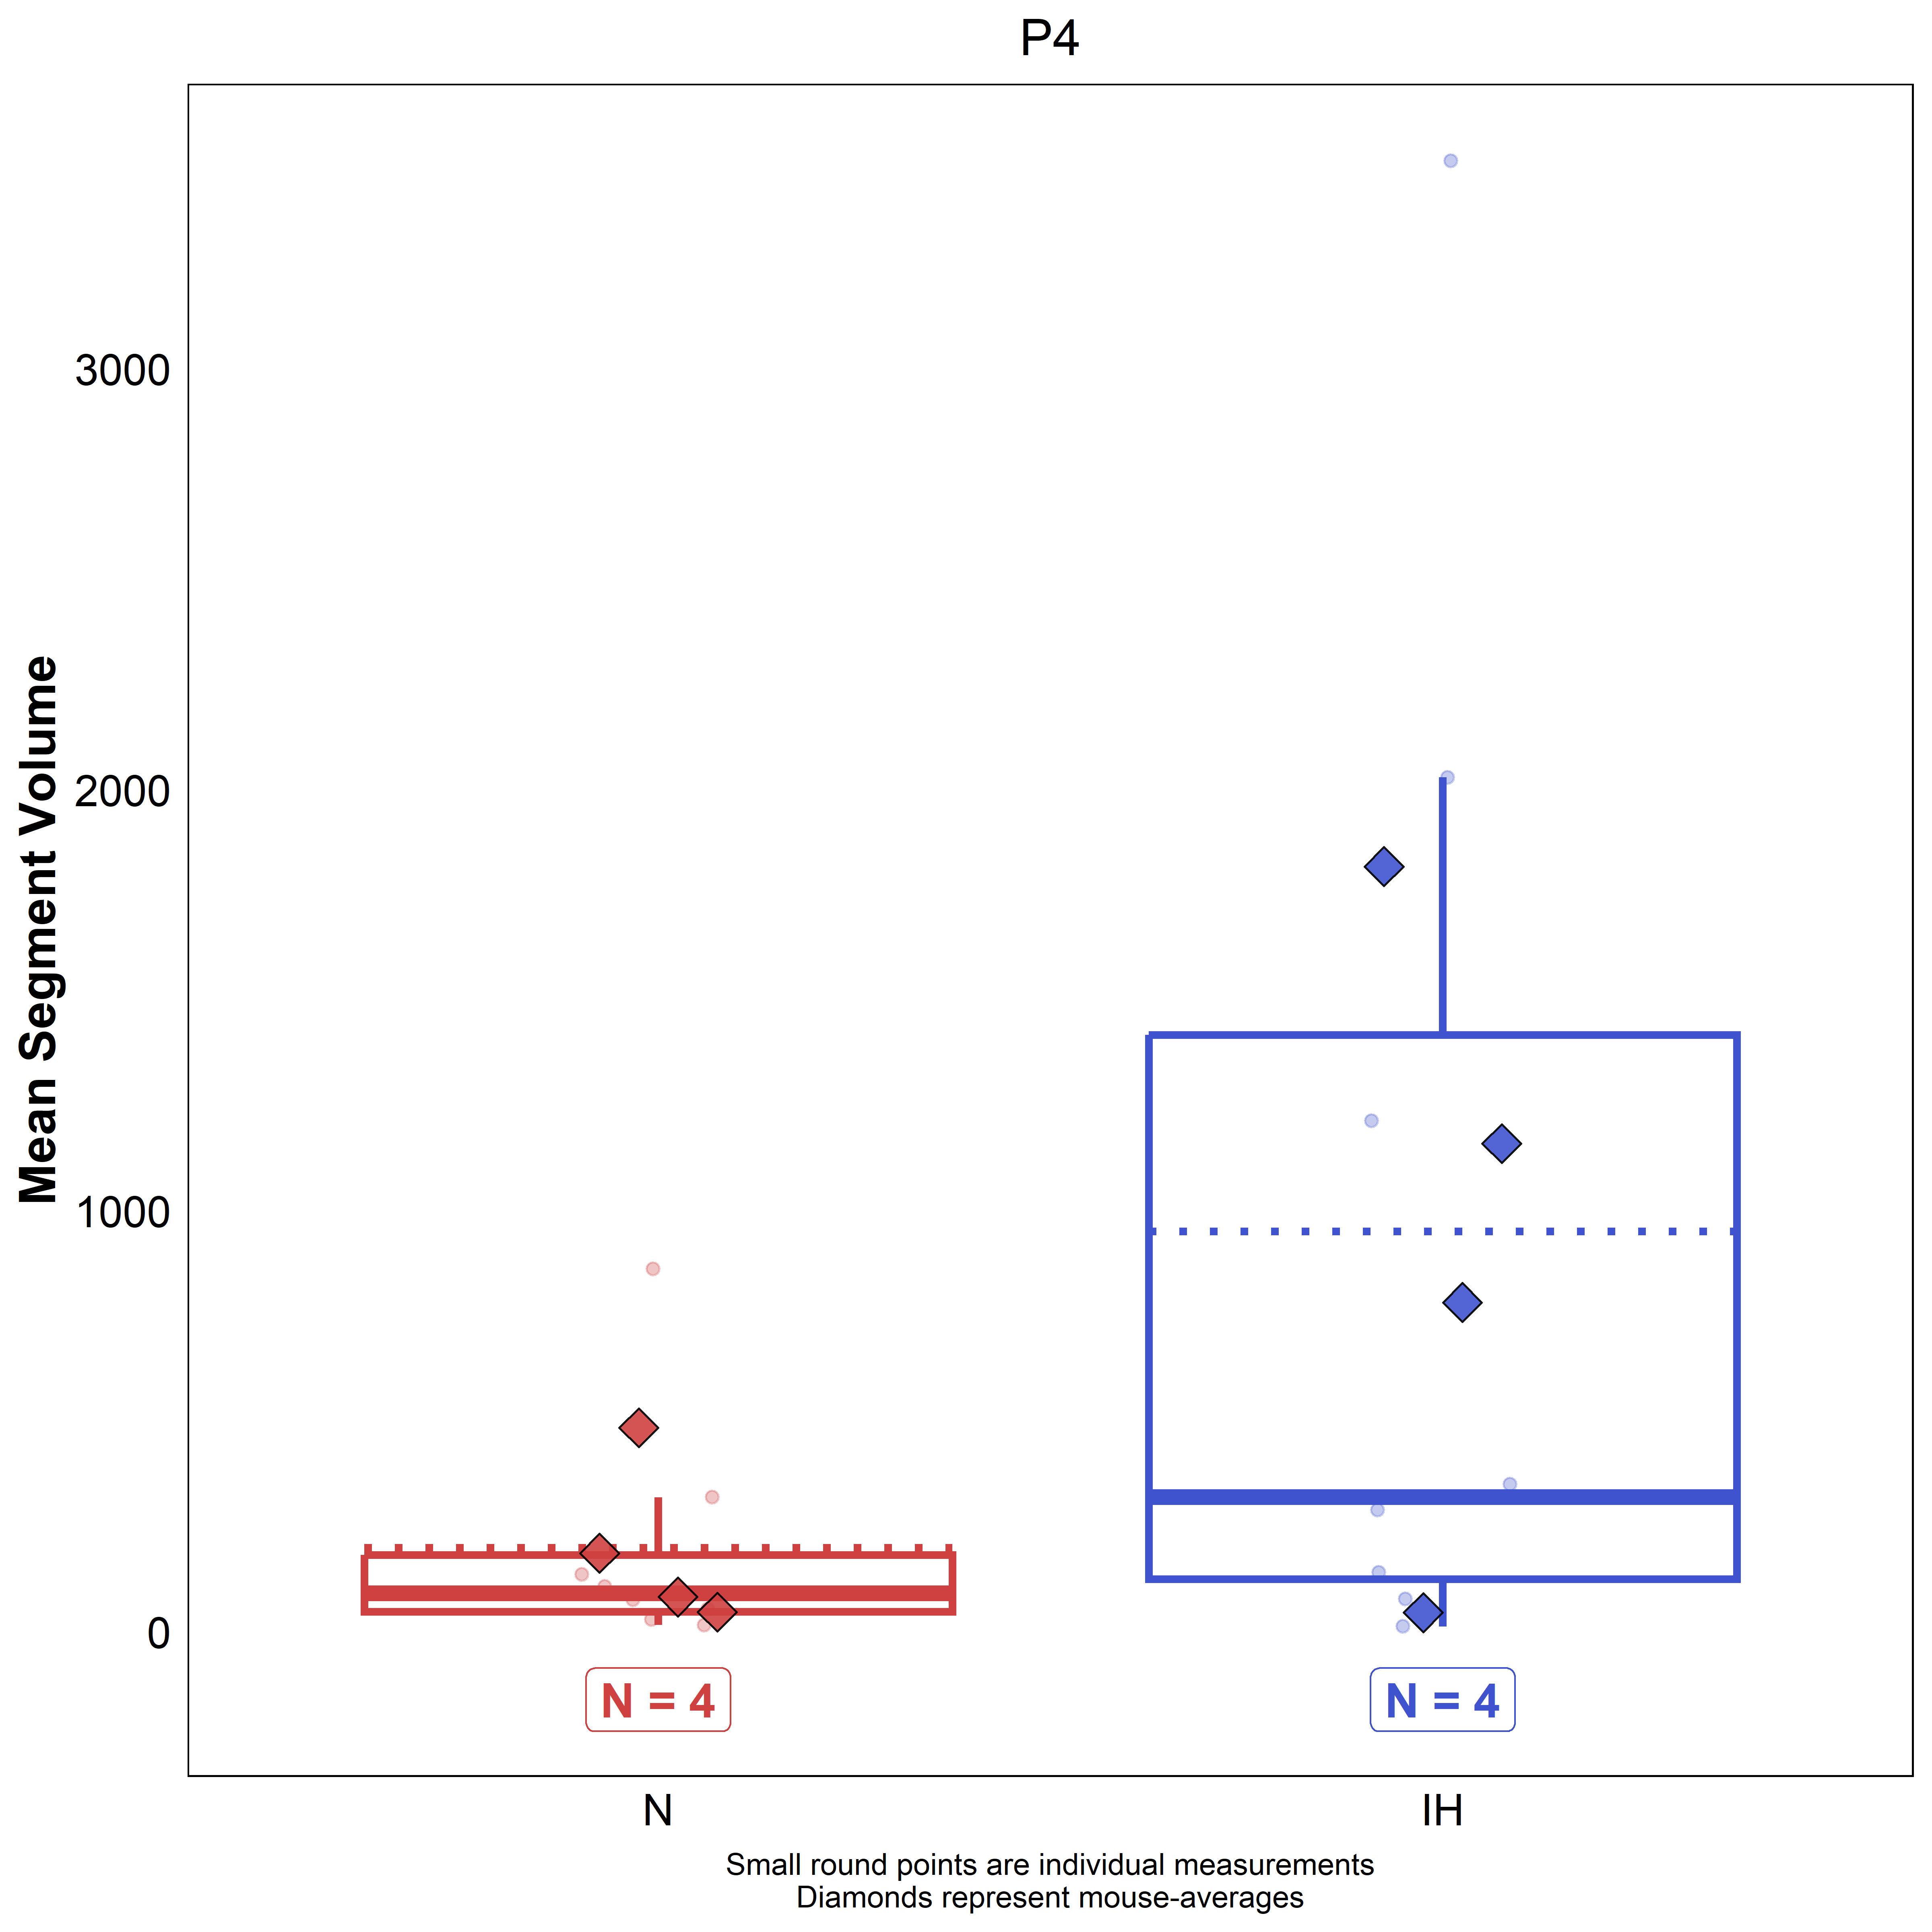 P4
Mean Segment Volume
3000
2000
1000
0
N = 4
N = 4
N
IH
Small round points are individual measurements
Diamonds represent mouse-averages